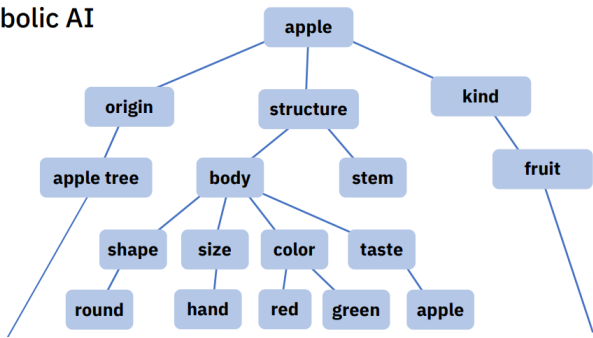 bolic AI
apple
origin
structure
kind
apple tree
body
stem
fruit
shape
size
color
taste
round
hand
red
green
apple